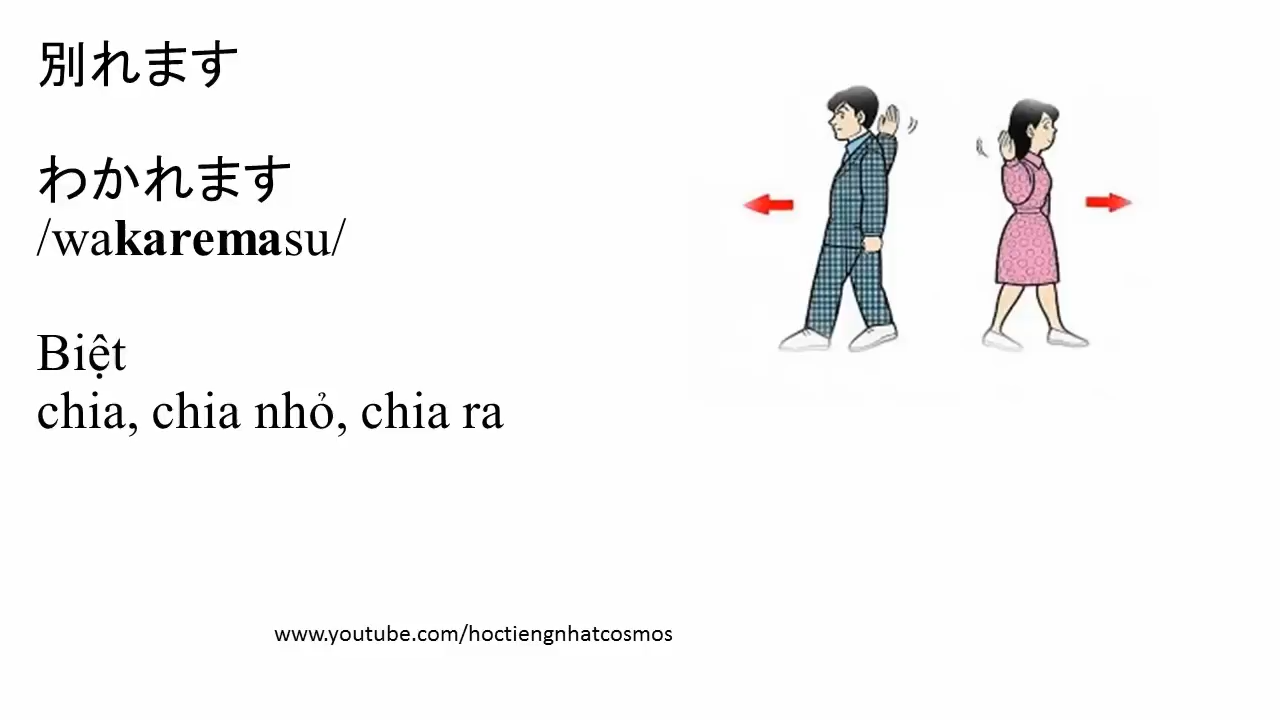 別れます
わかれます
/wakaremasu/
Biệt
chia, chia nhỏ, chia ra
www.youtube.com/hoctiengnhatcosmos